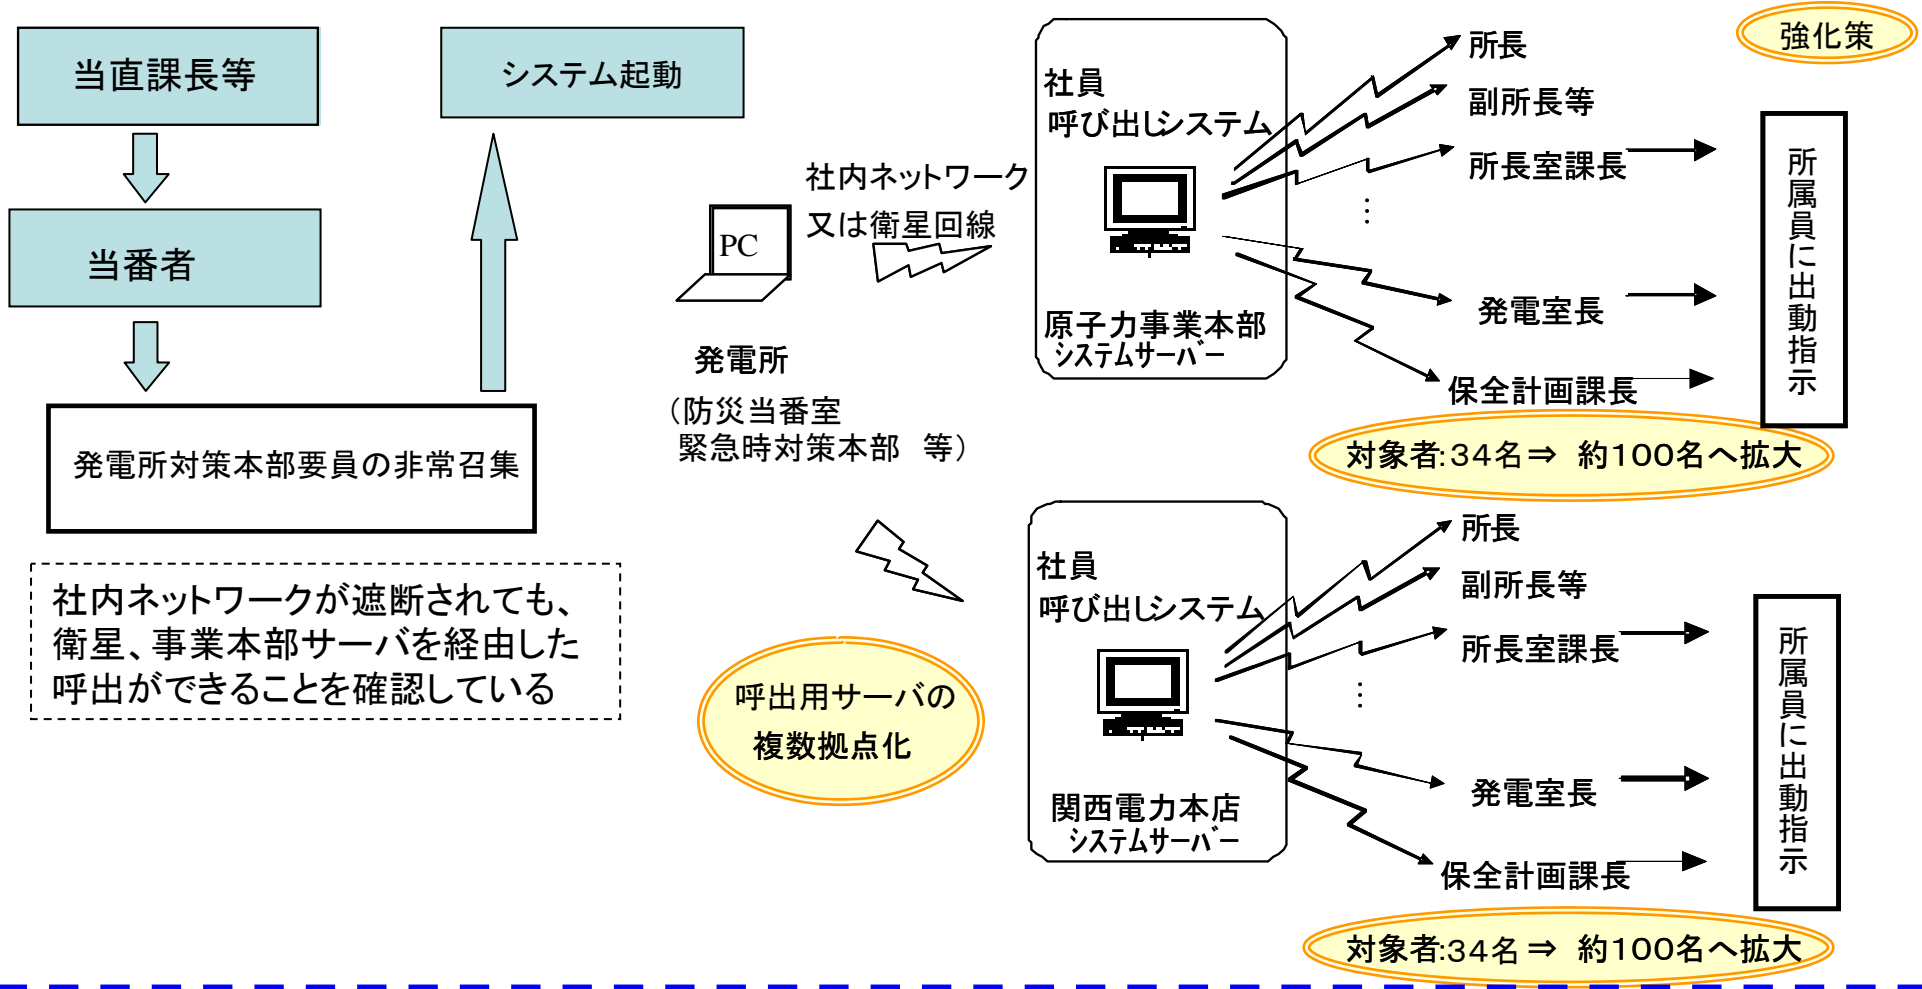 当直課長等
当番者
発電所対策本部要員の非常召集
システム起動
社内ネットワークが遮断されても、
衛星、事業本部サーバを経由した
呼出ができることを確認している
社内ネットワーク
又は衛星回線
PC
発電所
（防災当番室
緊急時対策本部　等）
呼出用サーバの
複数拠点化
強化策
社員
呼び出しシステム
原子力事業本部
システムサーバー
所長
副所長等
所長室課長
…
発電室長
保全計画課長
所属員に出動指示
対象者:34名⇒　約100名へ拡大
社員
呼び出しシステム
関西電力本店
システムサーバー
所長
副所長等
所長室課長
…
発電室長
保全計画課長
所属員に出動指示
対象者:34名⇒　約100名へ拡大